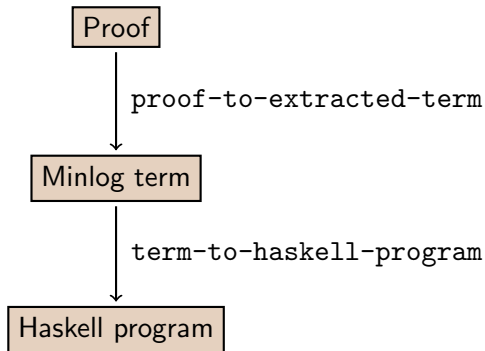 Proof
proof-to-extracted-term
Minlog term
term-to-haskell-program
Haskell program